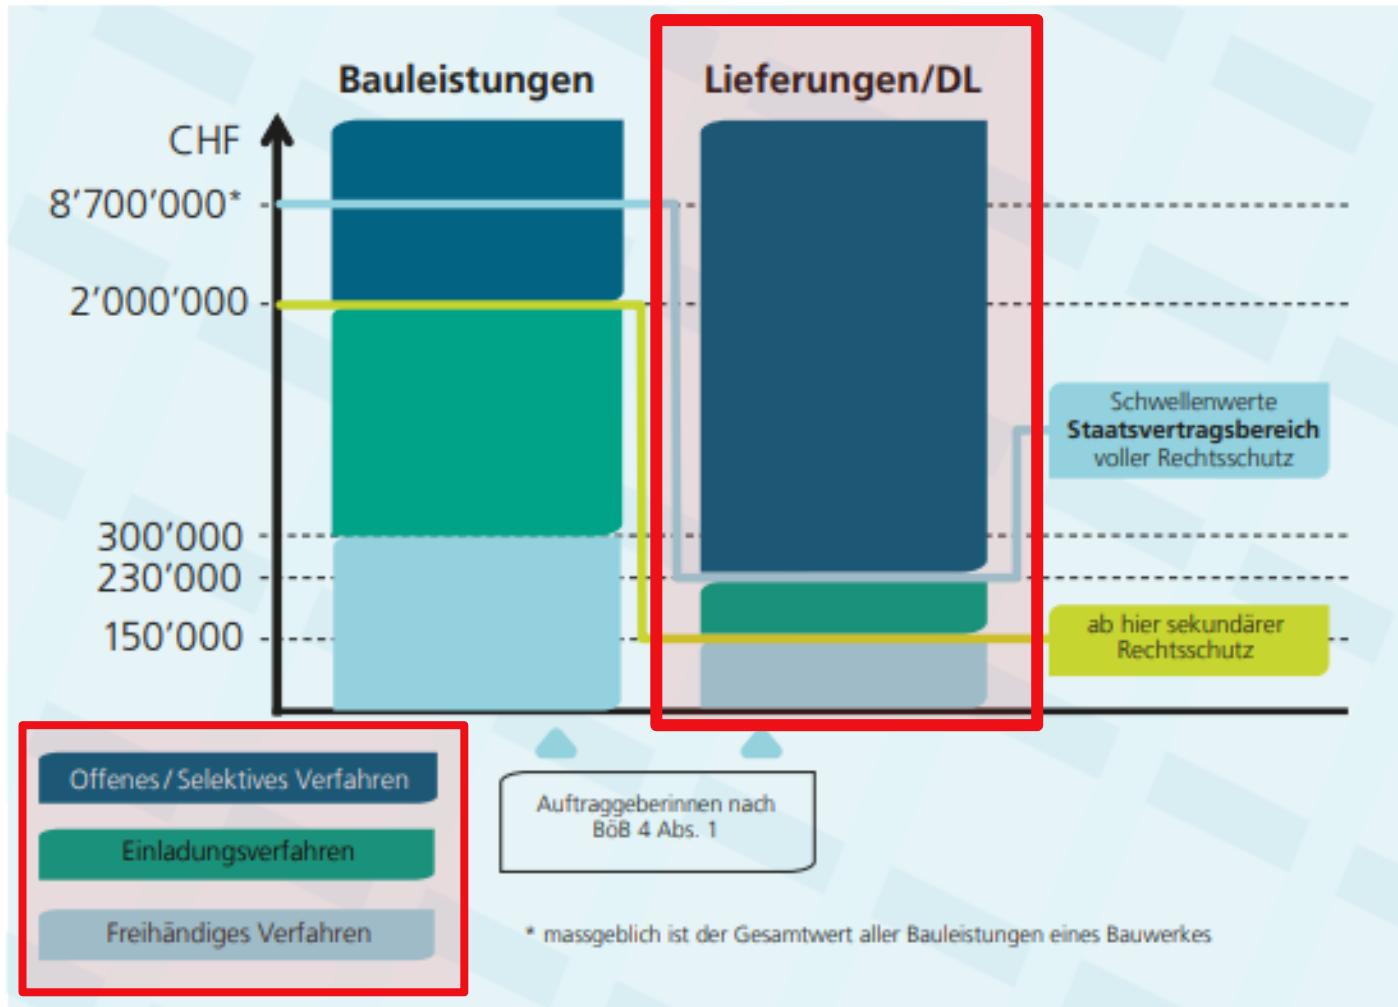 Bauleistungen
Lieferungen/DL
CHF
8’700’000*
2’000’000
300’000
230’000
150’000
Schwellenwerte
Staatsvertragsbereich
voller Rechtsschutz
ab hier sekundärer
Rechtsschutz
Offenes / Selektives Verfahren
Einladungsverfahren
Freihändiges Verfahren
Auftraggeberinnen nach
BöB 4 Abs. 1
* massgeblich ist der Gesamtwert aller Bauleistungen eines Bauwerkes